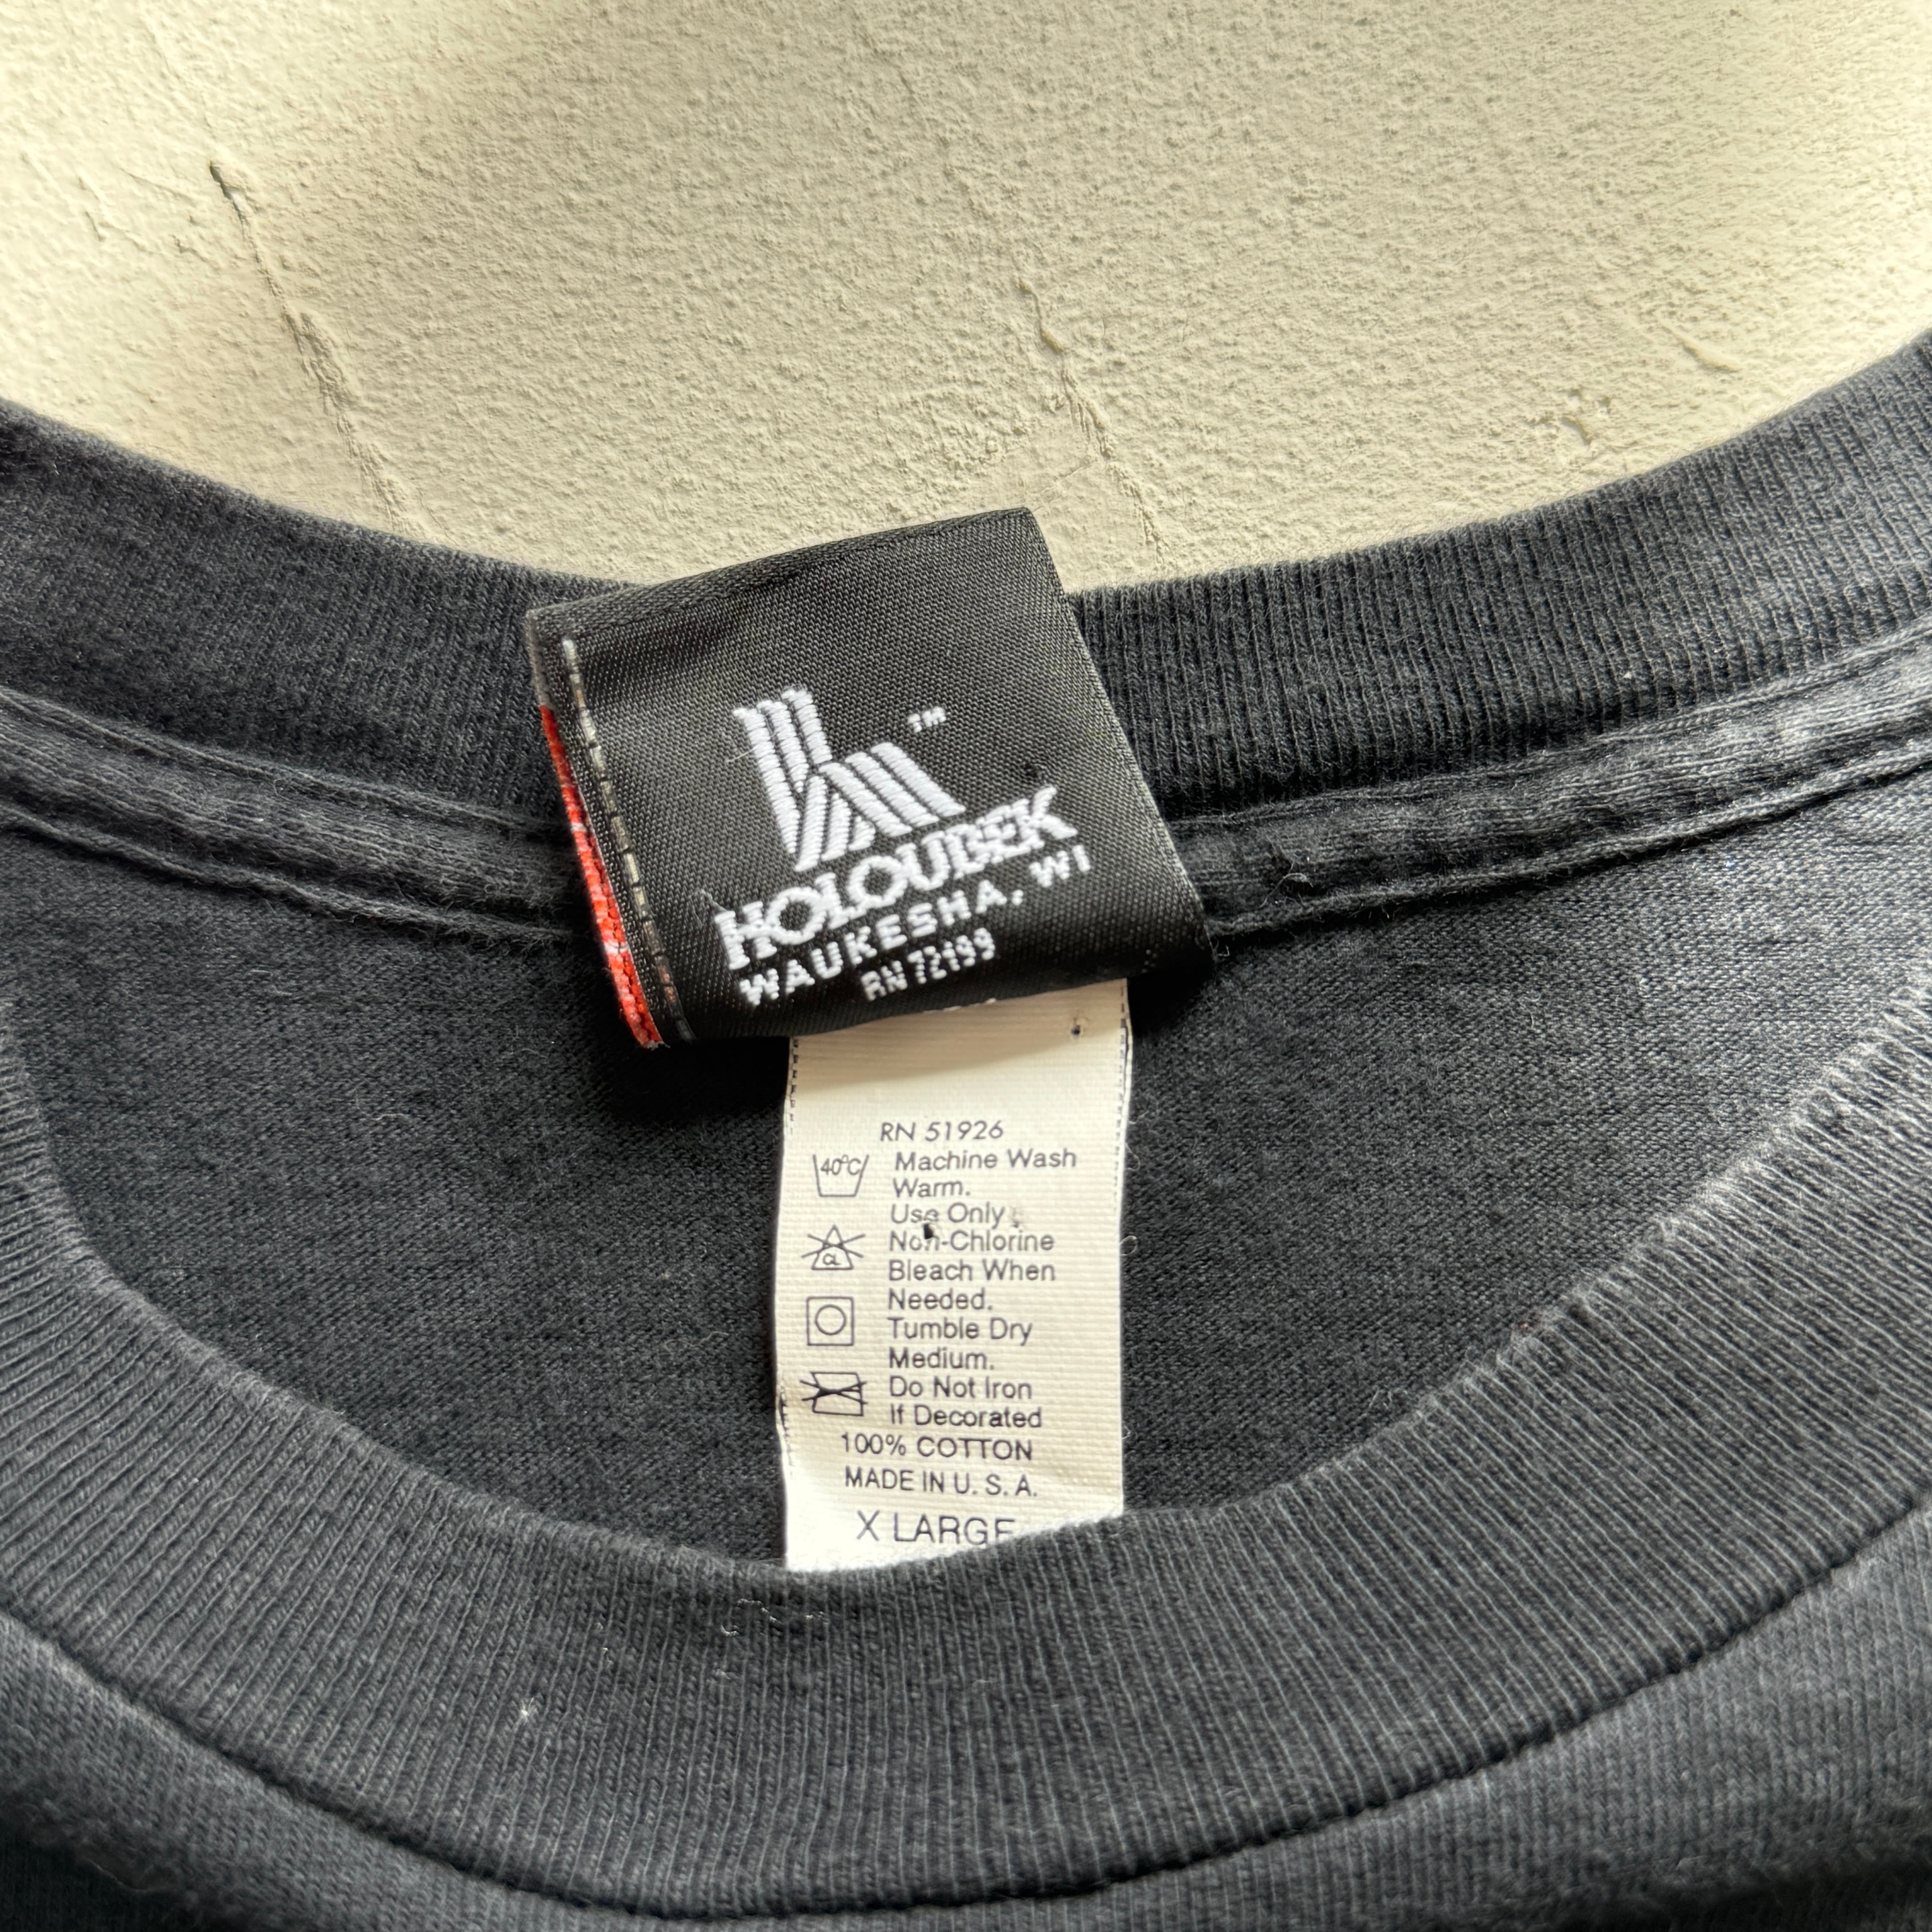 TM
HOLOUBEK
WAUKESHA, WI
RN 72199
RN 51926
40°C
Machine Wash
Warm.
Use Only
Non-Chlorine
CL
Bleach When
Needed.
Tumble Dry
Medium.
Do Not Iron
If Decorated
100% COTTON
MADE IN U. S. A.
X LARGE